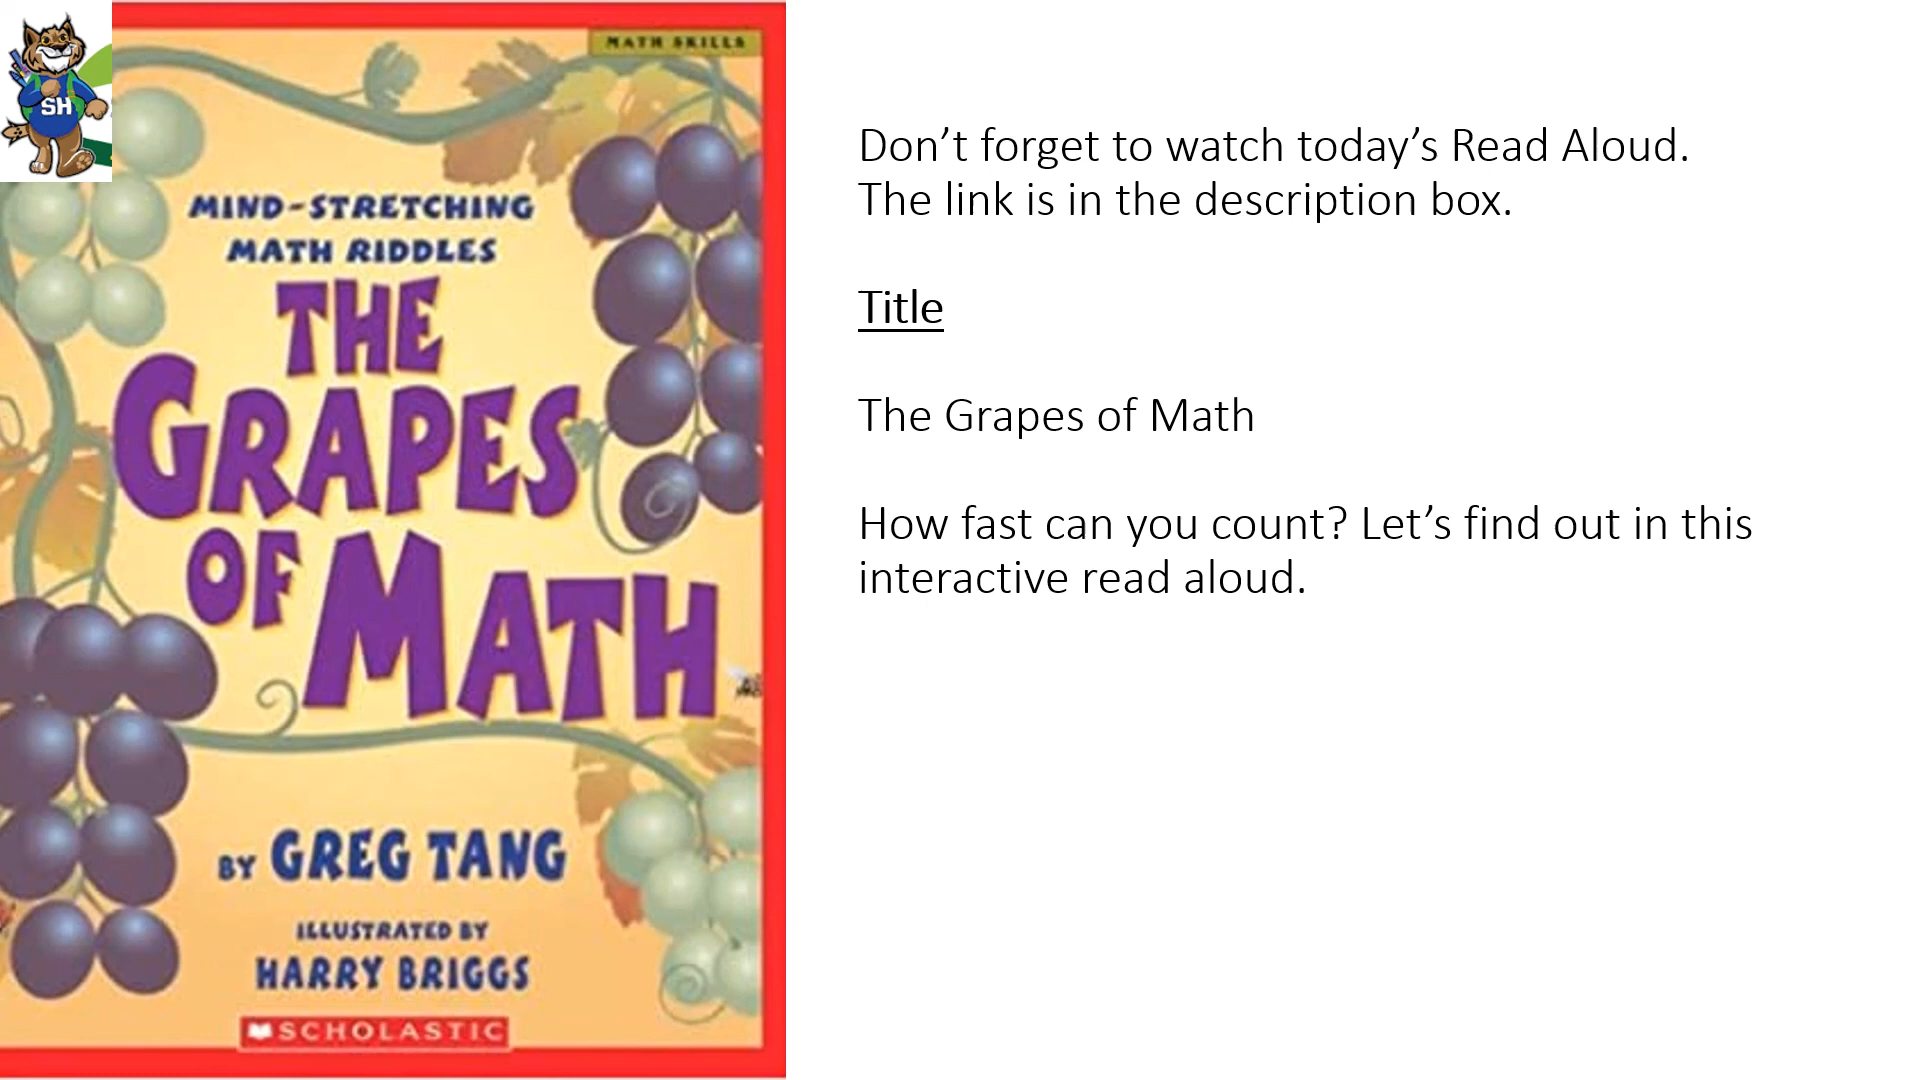 SH
MATH SKILLS
MIND-STRETCHING
MATH RIDDLES
THE
GRAPES
OF MATH
BY GREG TANG
ILLUSTRATED BY
HARRY BRIGGS
SCHOLASTIC
Don’t forget to watch today’s Read Aloud.
The link is in the description box.
Title
The Grapes of Math
How fast can you count? Let’s find out in this
interactive read aloud.